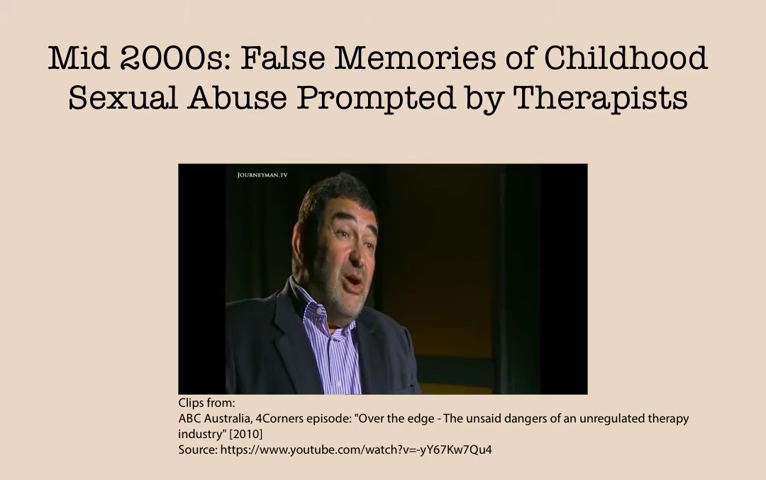 Mid 2000s: False Memories of Childhood
Sexual Abuse Prompted by Therapists
JOURNEYMAN.TV
Clips from:
ABC Australia, 4Corners episode: "Over the edge - The unsaid dangers of an unregulated therapy
industry" [2010]
Source: https://www.youtube.com/watch?v=-yY67Kw7Qu4